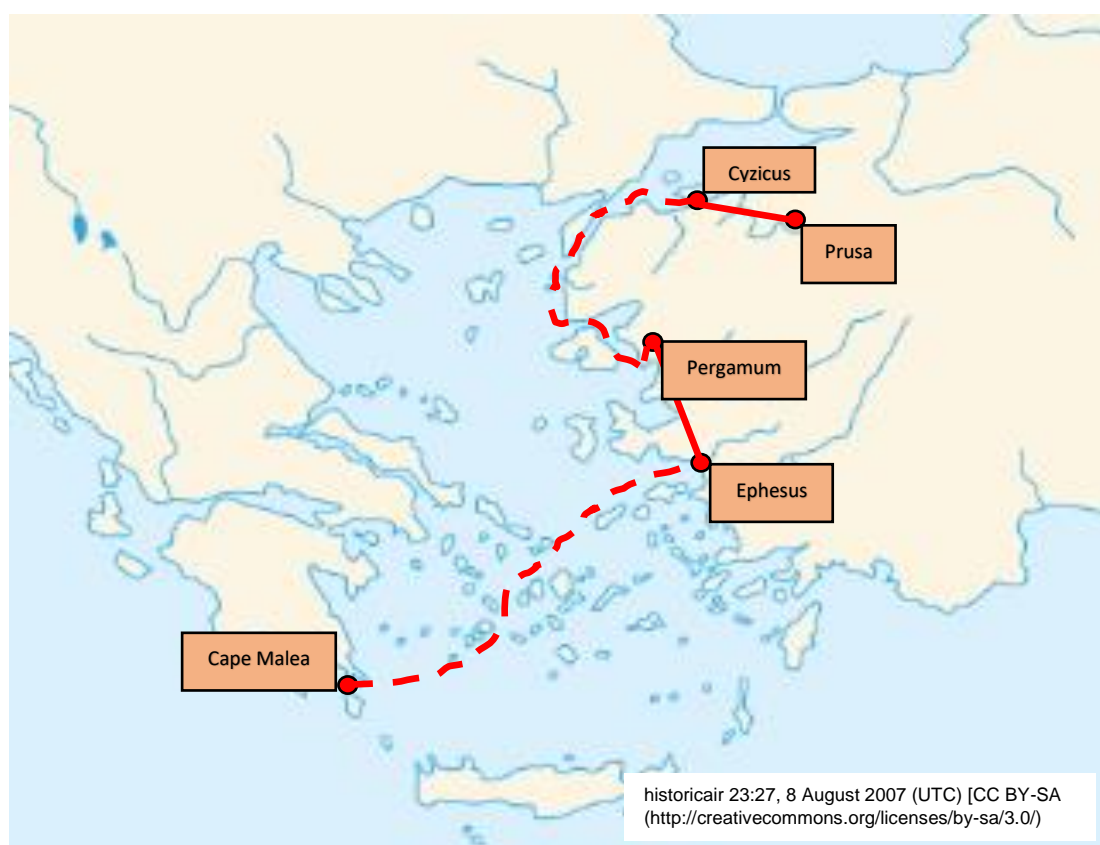 Cyzicus
Prusa
Pergamum
Ephesus
Cape Malea
historicair 23:27, 8 August 2007 (UTC) [CC BY-SA
(http://creativecommons.org/licenses/by-sa/3.0/)